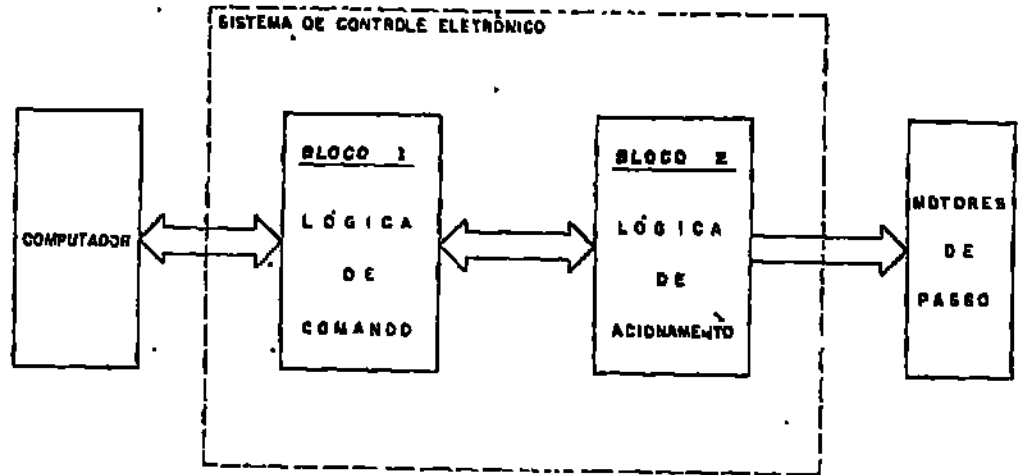 SISTEMA DE CONTROLE ELETRÔNICO
COMPUTADOR
BLOCO 1
LÓGICA
DE
COMANDO
BLOCO 2
LÓGICA
DE
ACIONAMENTO
MOTORES
DE
PASSO